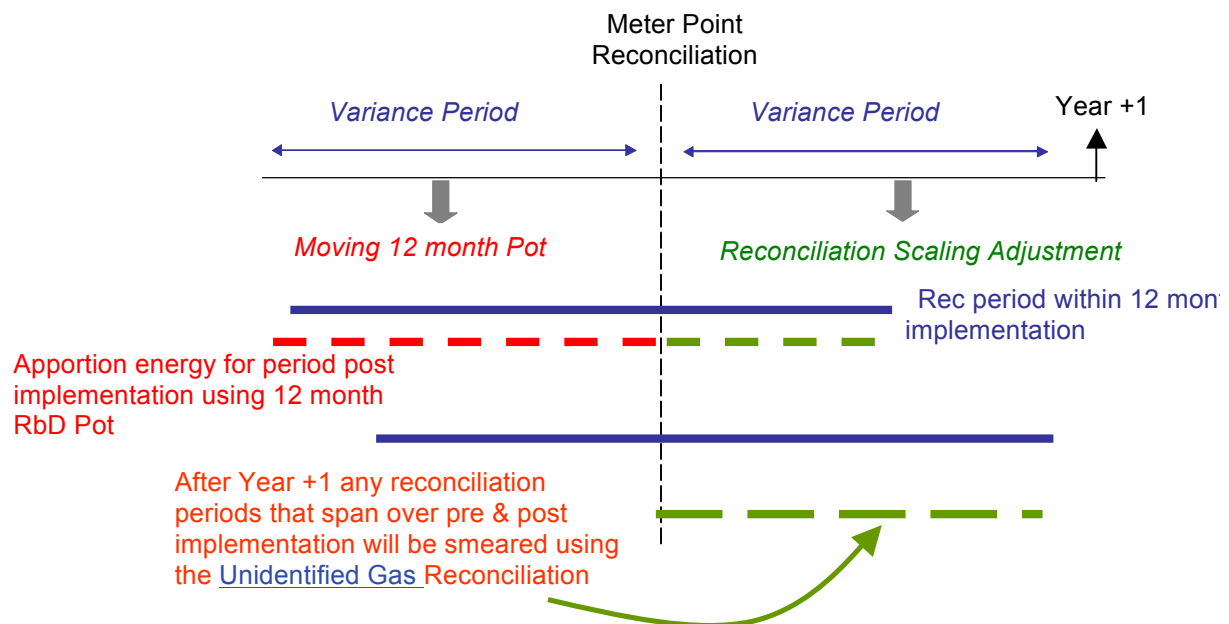 Meter Point
Reconciliation
Variance Period
Variance Period
Year +1
Moving 12 month Pot
Reconciliation Scaling Adjustment
Rec period within 12
implementation
Apportion energy for period post
implementation using 12 month
RbD Pot
After Year +1 any reconciliation
periods that span over pre & post
implementation will be smeared using
the Unidentified Gas Reconciliation